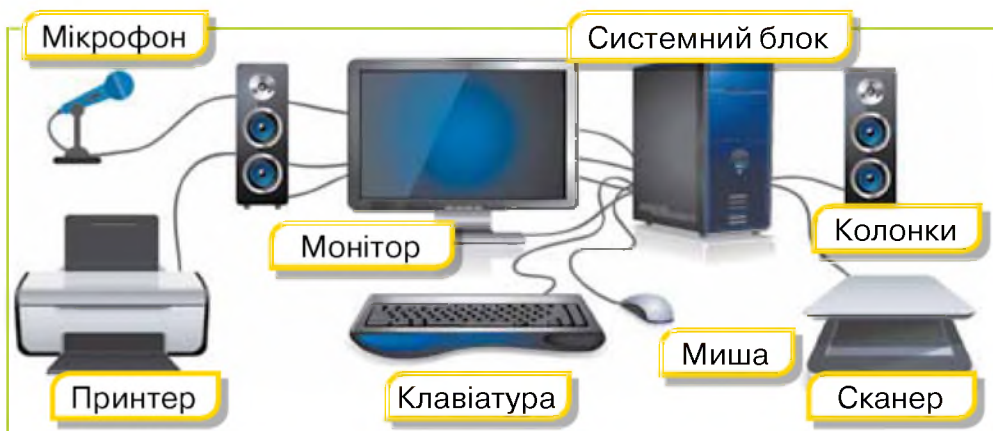 Мікрофон
Системний блок
Монітор
Колонки
Принтер
Клавіатура
Миша
Сканер